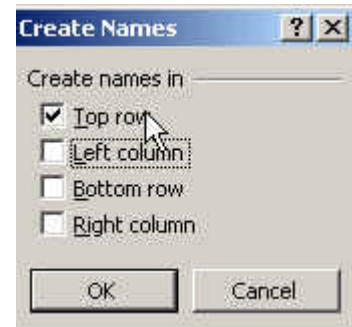 Create Names
Create names in
Top row
Left column
Bottom row
Right column
OK Cancel